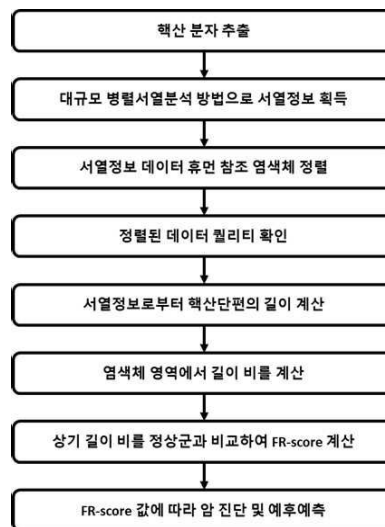 핵산 분자 추출
대규모 병렬서열분석 방법으로 서열정보 획득
서열정보 데이터 휴먼 참조 염색체 정렬
정렬된 데이터 퀄리티 확인
서열정보로부터 핵산단편의 길이 계산
염색체 영역에서 길이 비를 계산
상기 길이 비를 정상군과 비교하여 FR-score 계산
FR-score 값에 따라 암 진단 및 예후예측